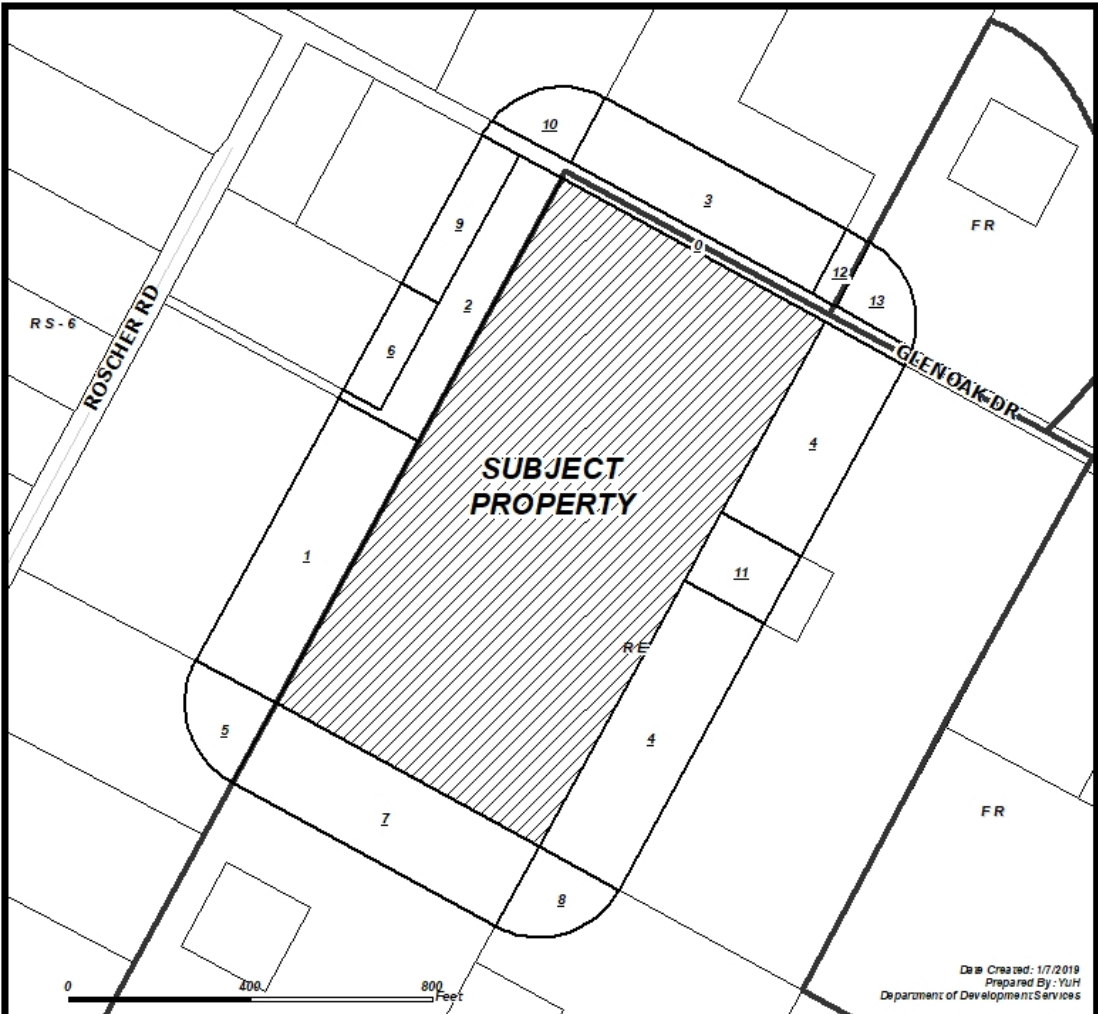 10
3
FR
9
0
12
13
2
RS-6
ROSCHER RD
6
GLENOAK DR
4
SUBJECT
PROPERTY
1
11
RE
5
4
7
FR
8
0 400 800
Feet
Date Created: 1/7/2019
Prepared By: YuH
Department of Development Services